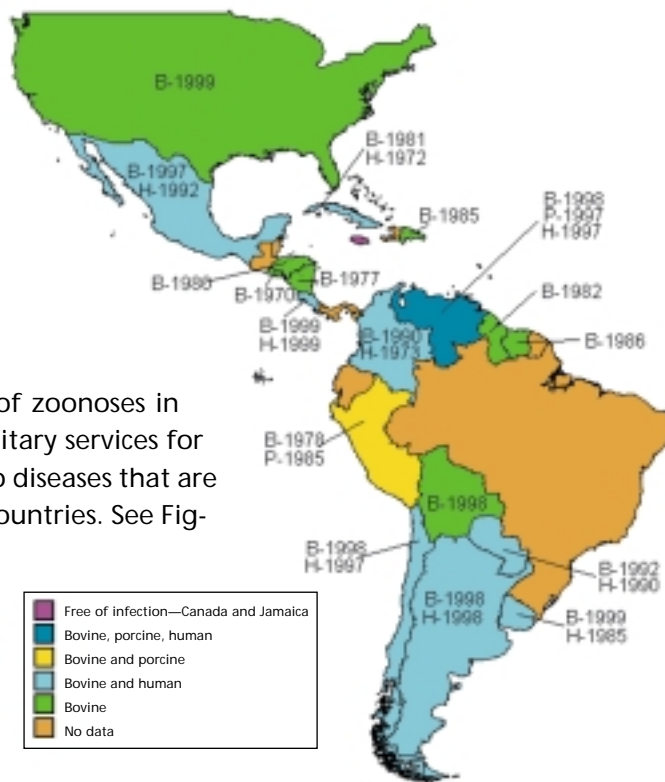 B-1999
B-1981
H-1972
B-1997
H-1992
B-1998
P-1997
H-1997
B-1985
B-1980
B-1970
B-1977
B-1982
B-1999
H-1999
B-1990
H-1973
B-1986
of zoonoses in
itary services for
o diseases that are
ountries. See Fig-
B-1978
P-1985
B-1998
B-1998
H-1997
B-1992
H-1990
B-1998
H-1998
B-1999
H-1985
Free of infection—Canada and Jamaica
Bovine, porcine, human
Bovine and porcine
Bovine and human
Bovine
No data